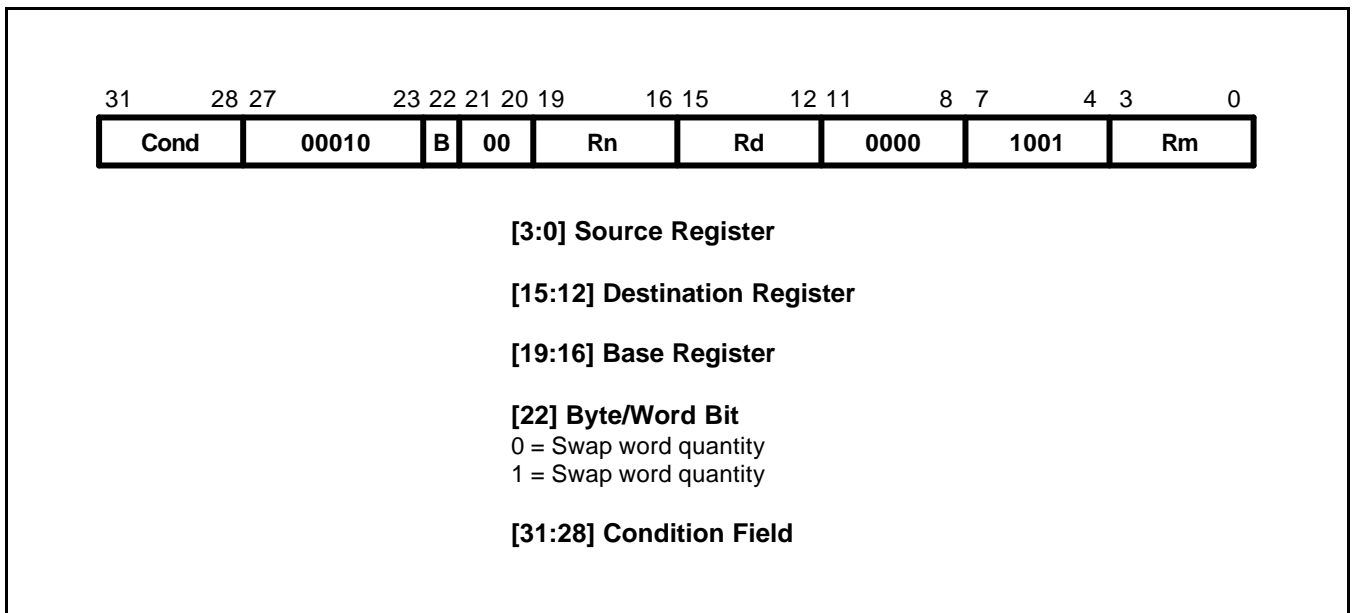 31 28 27 23 22 21 20 19 16 15 12 11 8 7 4 3 0
Cond 00010 B 00 Rn Rd 0000 1001 Rm
[3:0] Source Register
[15:12] Destination Register
[19:16] Base Register
[22] Byte/Word Bit
0 = Swap word quantity
1 = Swap word quantity
[31:28] Condition Field